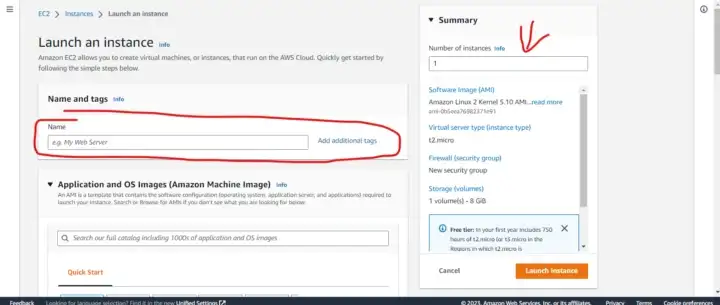 EC2 > Instances > Launch an instance
Launch an instance Info
Amazon EC2 allows you to create virtual machines, or instances, that run on the AWS Cloud. Quickly get started by
following the simple steps below.
Name and tags Info
Name
e.g. My Web Server
Add additional tags
Application and OS Images (Amazon Machine Image) Info
An AMI is a template that contains the software configuration (operating system, application server, and applications) required to
launch your instance. Search or Browse for AMIs if you don't see what you are looking for below
Search our full catalog including 1000s of application and OS images
Quick Start
Summary
Number of instances Info
1
Software Image (AMI)
Amazon Linux 2 Kernel 5.10 AMI...read more
Virtual server type (instance type)
t2.micro
Firewall (security group)
New security group
Storage (volumes)
1 volume(s) - 8 GiB
Free tier: In your first year includes 750
hours of t2.micro (or t3.micro in the
Regions in which t2.micro is
Cancel
Launch instance
Feedback
Looking for language selection? Find it in the new Unified Settings
© 2023, Amazon Web Services, Inc. or its affiliates.
Privacy
Terms
Cookie preferences